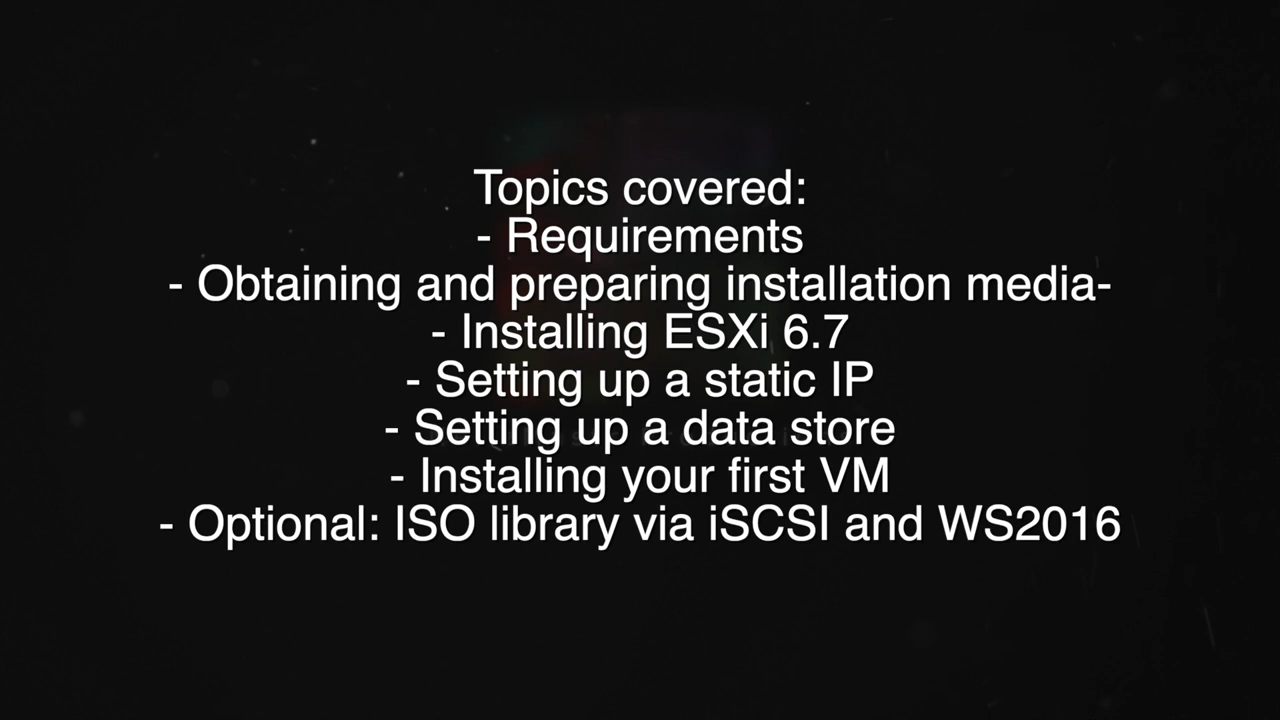 Topics covered:
- Requirements
- Obtaining and preparing installation media-
- Installing ESXi 6.7
- Setting up a static IP
- Setting up a data store
- Installing your first VM
- Optional: ISO library via iSCSI and WS2016